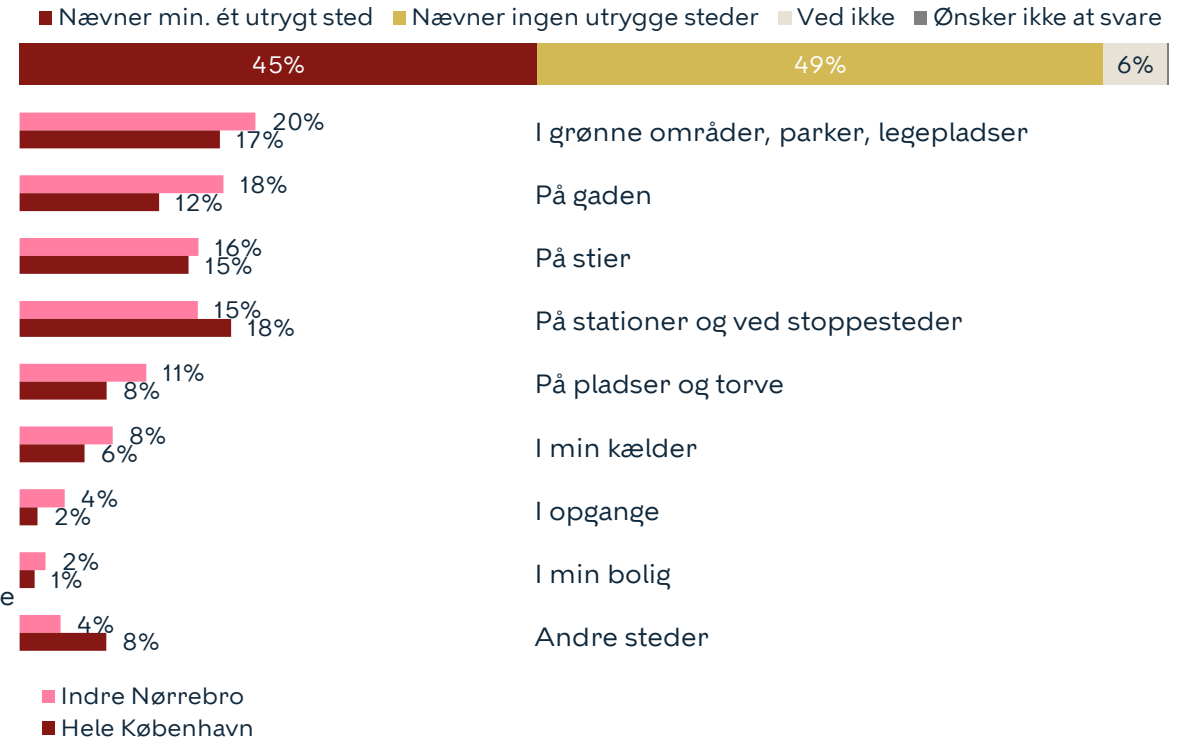 Nævner min. ét utrygt sted Nævner ingen utrygge steder Ved ikke Ønsker ikke at svare
45% 49% 6%
20%
17%
I grønne områder, parker, legepladser
18%
12%
På gaden
16%
15%
På stier
15%
18%
På stationer og ved stoppesteder
11%
8%
På pladser og torve
8%
6%
I min kælder
4%
2%
I opgange
2%
1%
I min bolig
e
4%
8%
Andre steder
Indre Nørrebro
Hele København